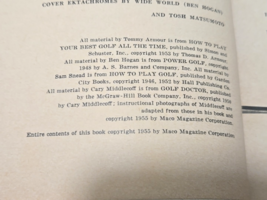 COVER EKTACHROMES BY WIDE WORLD (BEN HOGAN)
AND TOSH MATSUMOTO
All material by Tommy Armour is from HOW TO PLAY
YOUR BEST GOLF ALL THE TIME, published by Simon and
Schuster, Inc., copyright 1953 by Thomas D. Armour.
All material by Ben Hogan is from POWER GOLF, copyright
1948 by A. S. Barnes and Company, Inc. All material by
Sam Snead is from HOW TO PLAY GOLF, published by Garden
City Books, copyright 1946, 1952 by Hall Publishing Co.
All material by Cary Middlecoff is from GOLF DOCTOR, published
by the McGraw-Hill Book Company, Inc., copyright
by Cary Middlecoff; instructional photographs of Middlecoff are
adapted from those in his book and
copyright 1955 by Maco Magazine Corporation.
Entire contents of this book copyright 1955 by Maco Magazine Corporation